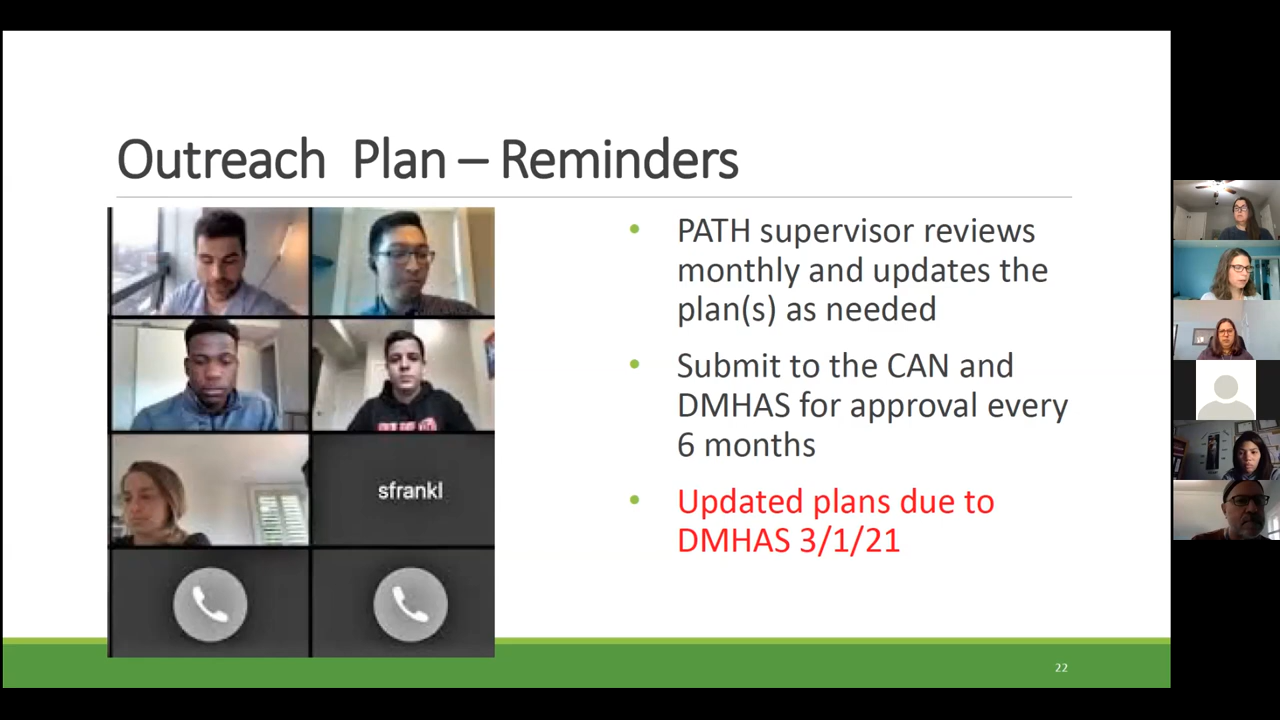 Outreach Plan – Reminders
PATH supervisor reviews
monthly and updates the
plan(s) as needed
Submit to the CAN and
DMHAS for approval every
6 months
Updated plans due to
DMHAS 3/1/21
sfrankl
22